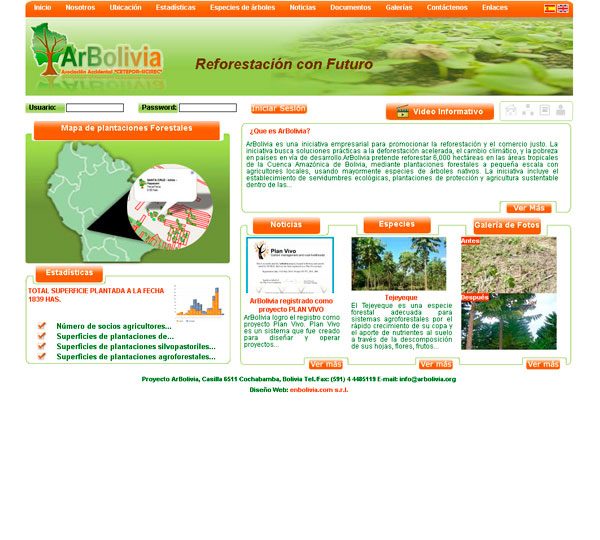 Inicio Nosotros Ubicación Estadísticas Especies de árboles Noticias Documentos Galerías Contáctenos Enlaces
ArBolivia
Asociación Accidental "CETEFOR-SICIREC"
Reforestación con Futuro
Usuario: Password: Iniciar Sesión
Video Informativo
Mapa de plantaciones Forestales
¿Que es ArBolivia?
ArBolivia es una iniciativa empresarial para promocionar la reforestación y el comercio justo. La
iniciativa busca soluciones prácticas a la deforestación acelerada, el cambio climático, y la pobreza
en países en vía de desarrollo.ArBolivia pretende reforestar 6,000 hectáreas en las áreas tropicales
de la Cuenca Amazónica de Bolivia, mediante plantaciones forestales a pequeña escala con
agricultores locales, usando mayormente especies de árboles nativos. La iniciativa incluye el
establecimiento de servidumbres ecológicas, plantaciones de protección y agricultura sustentable
dentro de las...
Ver Más
Estadísticas
TOTAL SUPERFICIE PLANTADA A LA FECHA
1839 HAS.
Número de socios agricultores...
Superficies de plantaciones de...
Superficies de plantaciones silvopastoriles...
Superficies de plantaciones agroforestales...
Noticias
Plan Vivo
ArBolivia registrado como
proyecto PLAN VIVO
ArBolivia logro el registro como
proyecto Plan Vivo. Plan Vivo
es un sistema que fue creado
para diseñar y operar
proyectos...
Ver más
Especies
Tejeyeque
El Tejeyeque es una especie
forestal adecuada para
sistemas agroforestales por el
rápido crecimiento de su copa y
el aporte de nutrientes al suelo
a través de la descomposición
de sus hojas, flores, frutos...
Ver más
Galería de Fotos
Antes
Después
Ver más
Proyecto ArBolivia, Casilla 6511 Cochabamba, Bolivia Tel./Fax: (591) 4 4485119 E-mail: info@arbolivia.org
Diseño Web: enbolivia.com s.r.l.